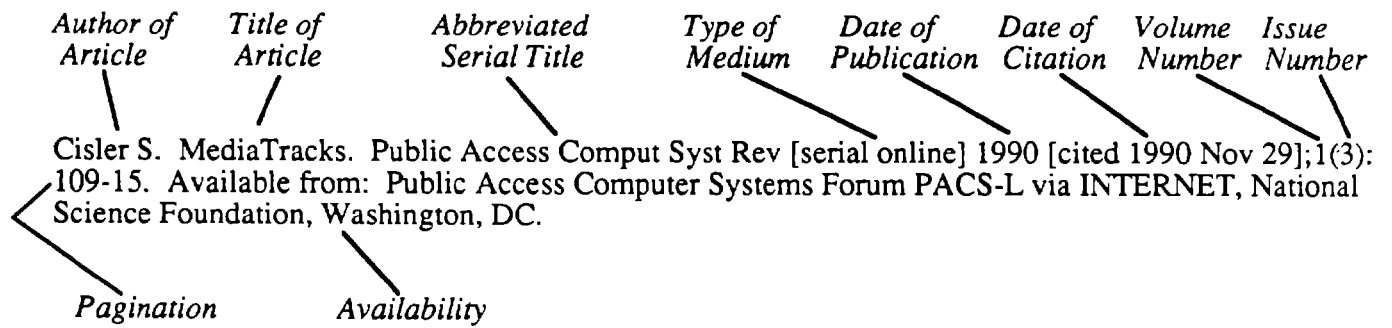 Author of Title of Abbreviated Type of Date of Date of Volume Issue
Article Article Serial Title Medium Publication Citation Number Number
Cisler S. MediaTracks. Public Access Comput Syst Rev [serial online] 1990 [cited 1990 Nov 29];1(3):
109-15. Available from: Public Access Computer Systems Forum PACS-L via INTERNET, National
Science Foundation, Washington, DC.
Pagination Availability